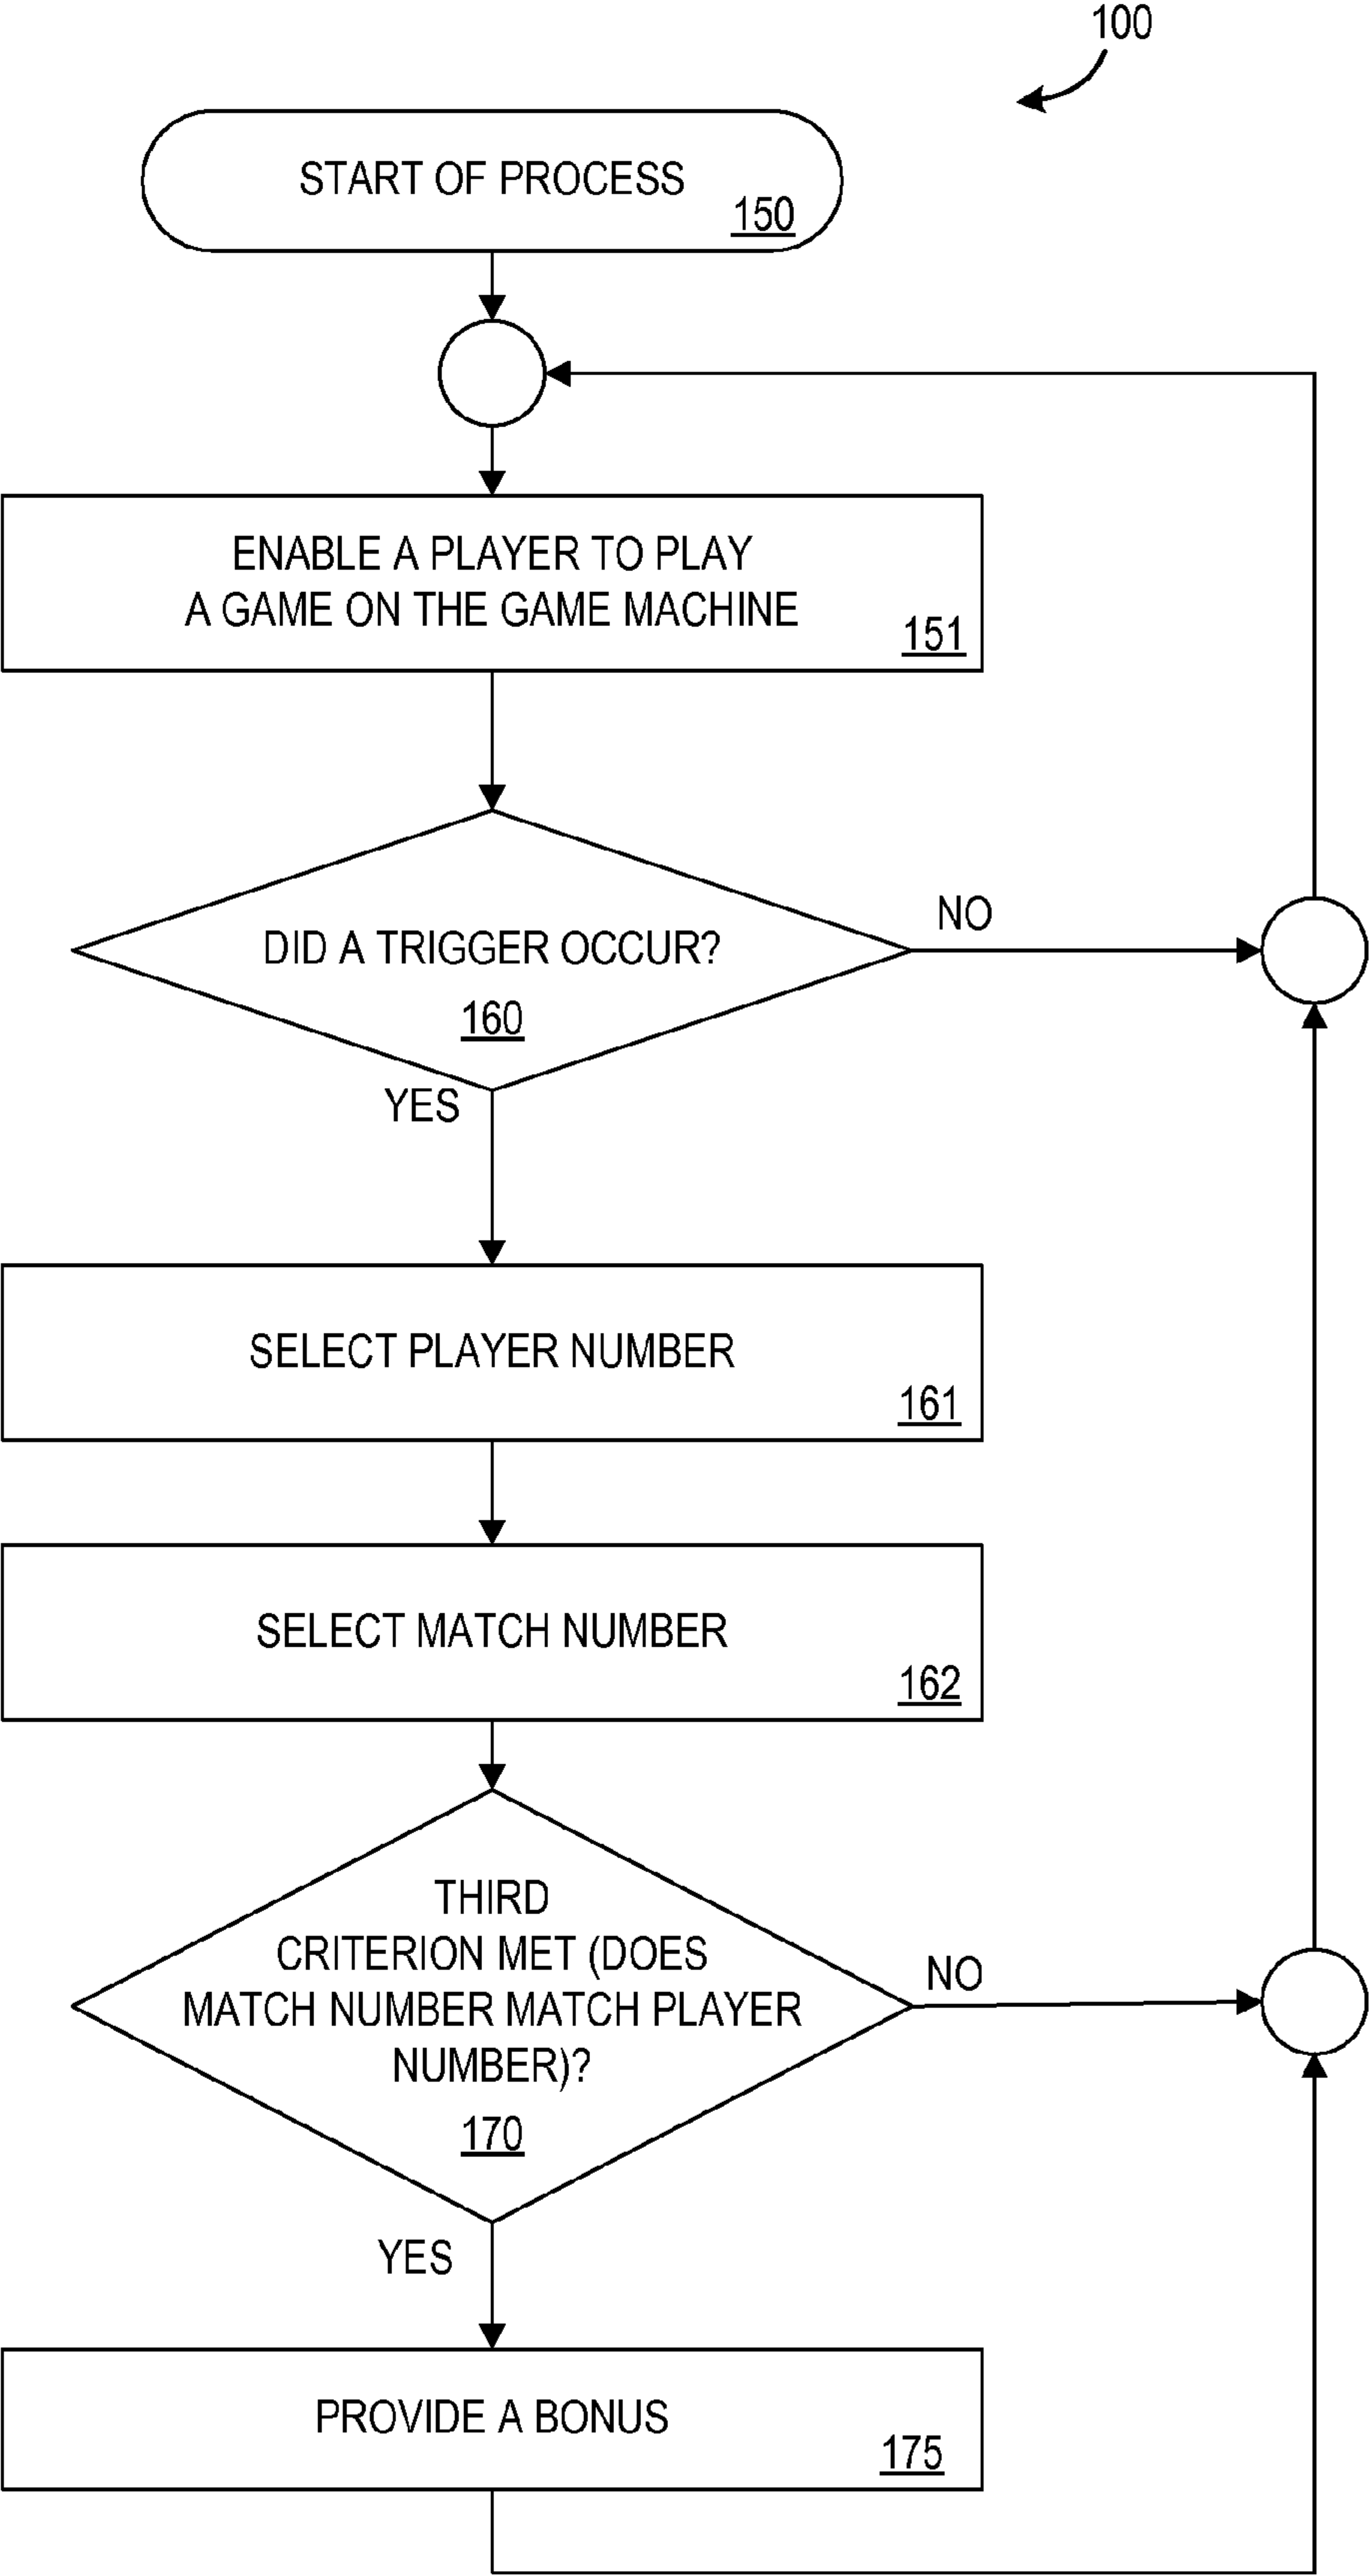 100
START OF PROCESS
150
ENABLE A PLAYER TO PLAY
A GAME ON THE GAME MACHINE
151
DID A TRIGGER OCCUR?
160
NO
YES
SELECT PLAYER NUMBER
161
SELECT MATCH NUMBER
162
THIRD
CRITERION MET (DOES
MATCH NUMBER MATCH PLAYER
NUMBER)?
170
NO
YES
PROVIDE A BONUS
175